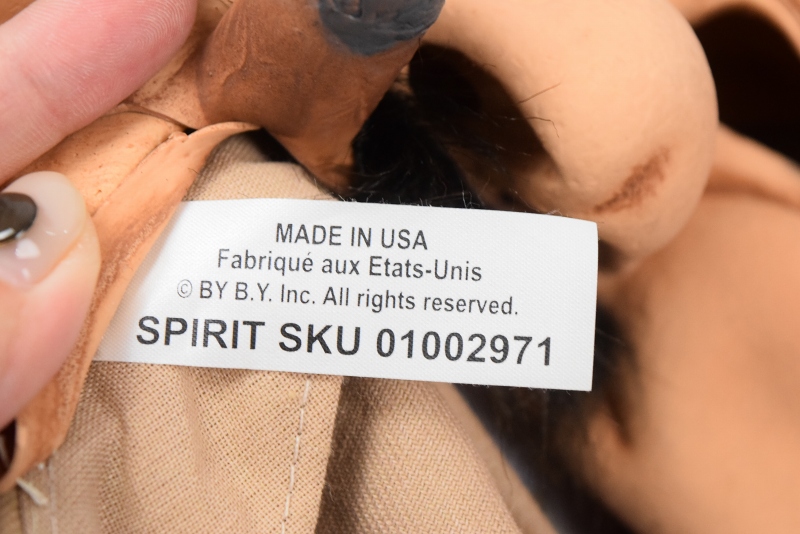 MADE IN USA
Fabriqué aux Etats-Unis
© BY B.Y. Inc. All rights reserved.
SPIRIT SKU 01002971